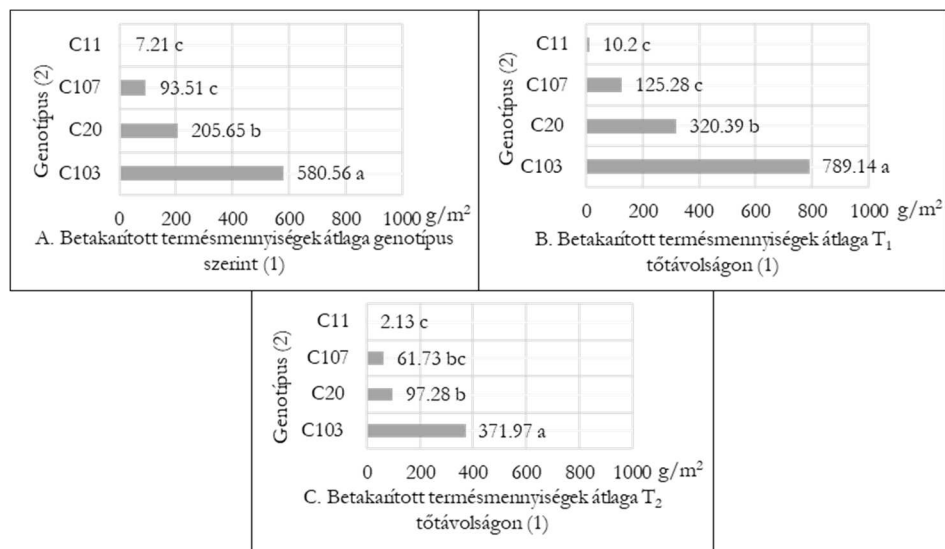 Genotípus (2)
C11
7.21 c
C107
93.51 c
C20
205.65 b
C103
580.56 a
0 200 400 600 800 1000 g/m²
A. Betakarított termésmennyiségek átlaga genotípus
szerint (1)
Genotípus (2)
C11
10.2 c
C107
125.28 c
C20
320.39 b
C103
789.14 a
0 200 400 600 800 1000 g/m²
B. Betakarított termésmennyiségek átlaga T₁
tőtávolságon (1)
Genotípus (2)
C11
2.13 c
C107
61.73 bc
C20
97.28 b
C103
371.97 a
0 200 400 600 800 1000 g/m²
C. Betakarított termésmennyiségek átlaga T₂
tőtávolságon (1)